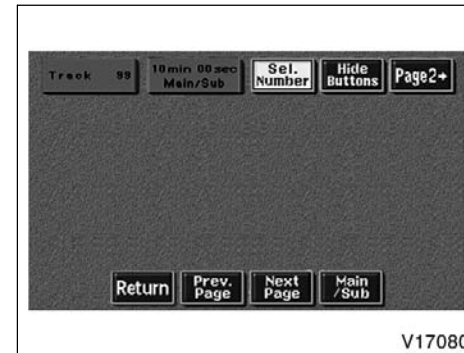 Track 99
10min 00sec
Main/Sub
Sel.
Number
Hide
Buttons
Page2→
Return
Prev.
Page
Next
Page
Main
/Sub
V17080